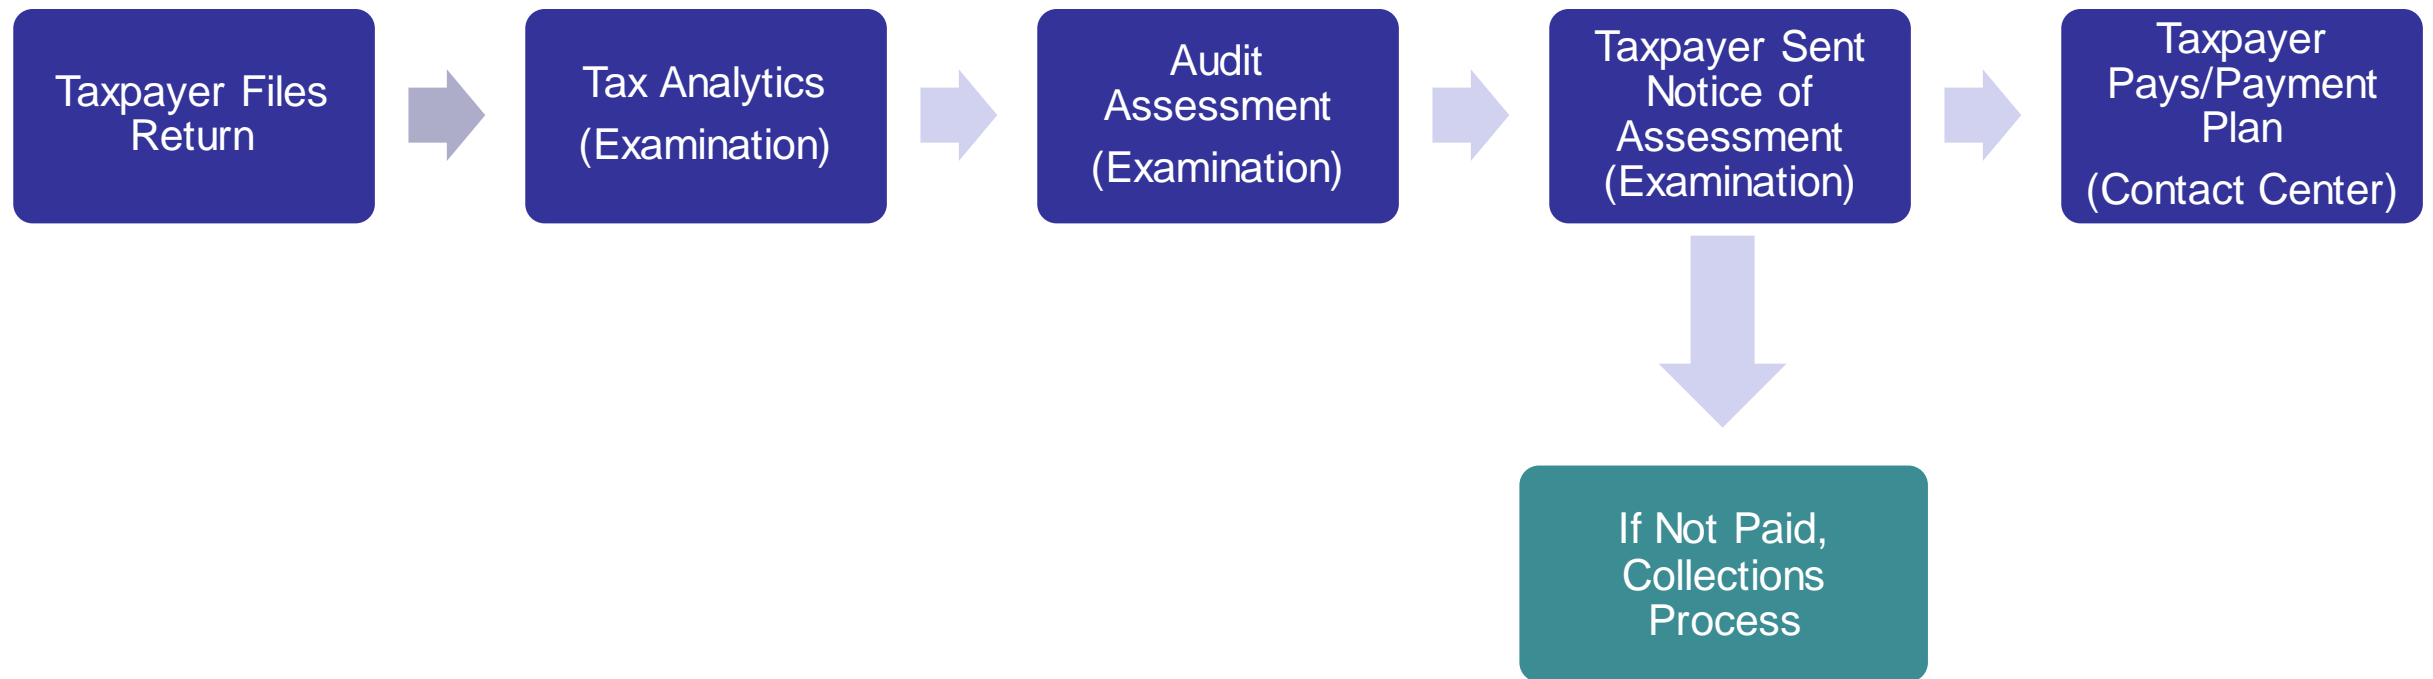 Taxpayer Files
Return
Tax Analytics
(Examination)
Audit
Assessment
(Examination)
Taxpayer Sent
Notice of
Assessment
(Examination)
Taxpayer
Pays/Payment
Plan
(Contact Center)
If Not Paid,
Collections
Process